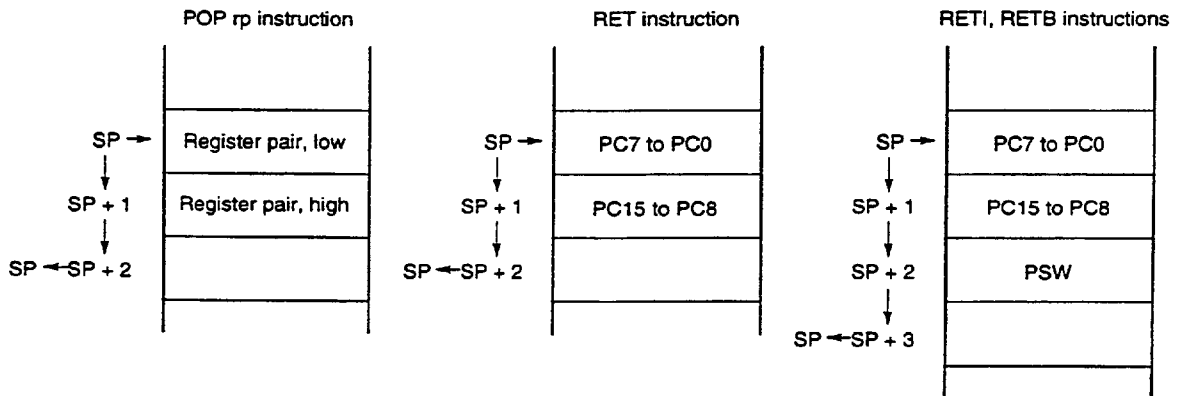 POP rp instruction
SP → Register pair, low
SP + 1 Register pair, high
SP ← SP + 2
RET instruction
SP → PC7 to PC0
SP + 1 PC15 to PC8
SP ← SP + 2
RETI, RETB instructions
SP → PC7 to PC0
SP + 1 PC15 to PC8
SP + 2 PSW
SP ← SP + 3